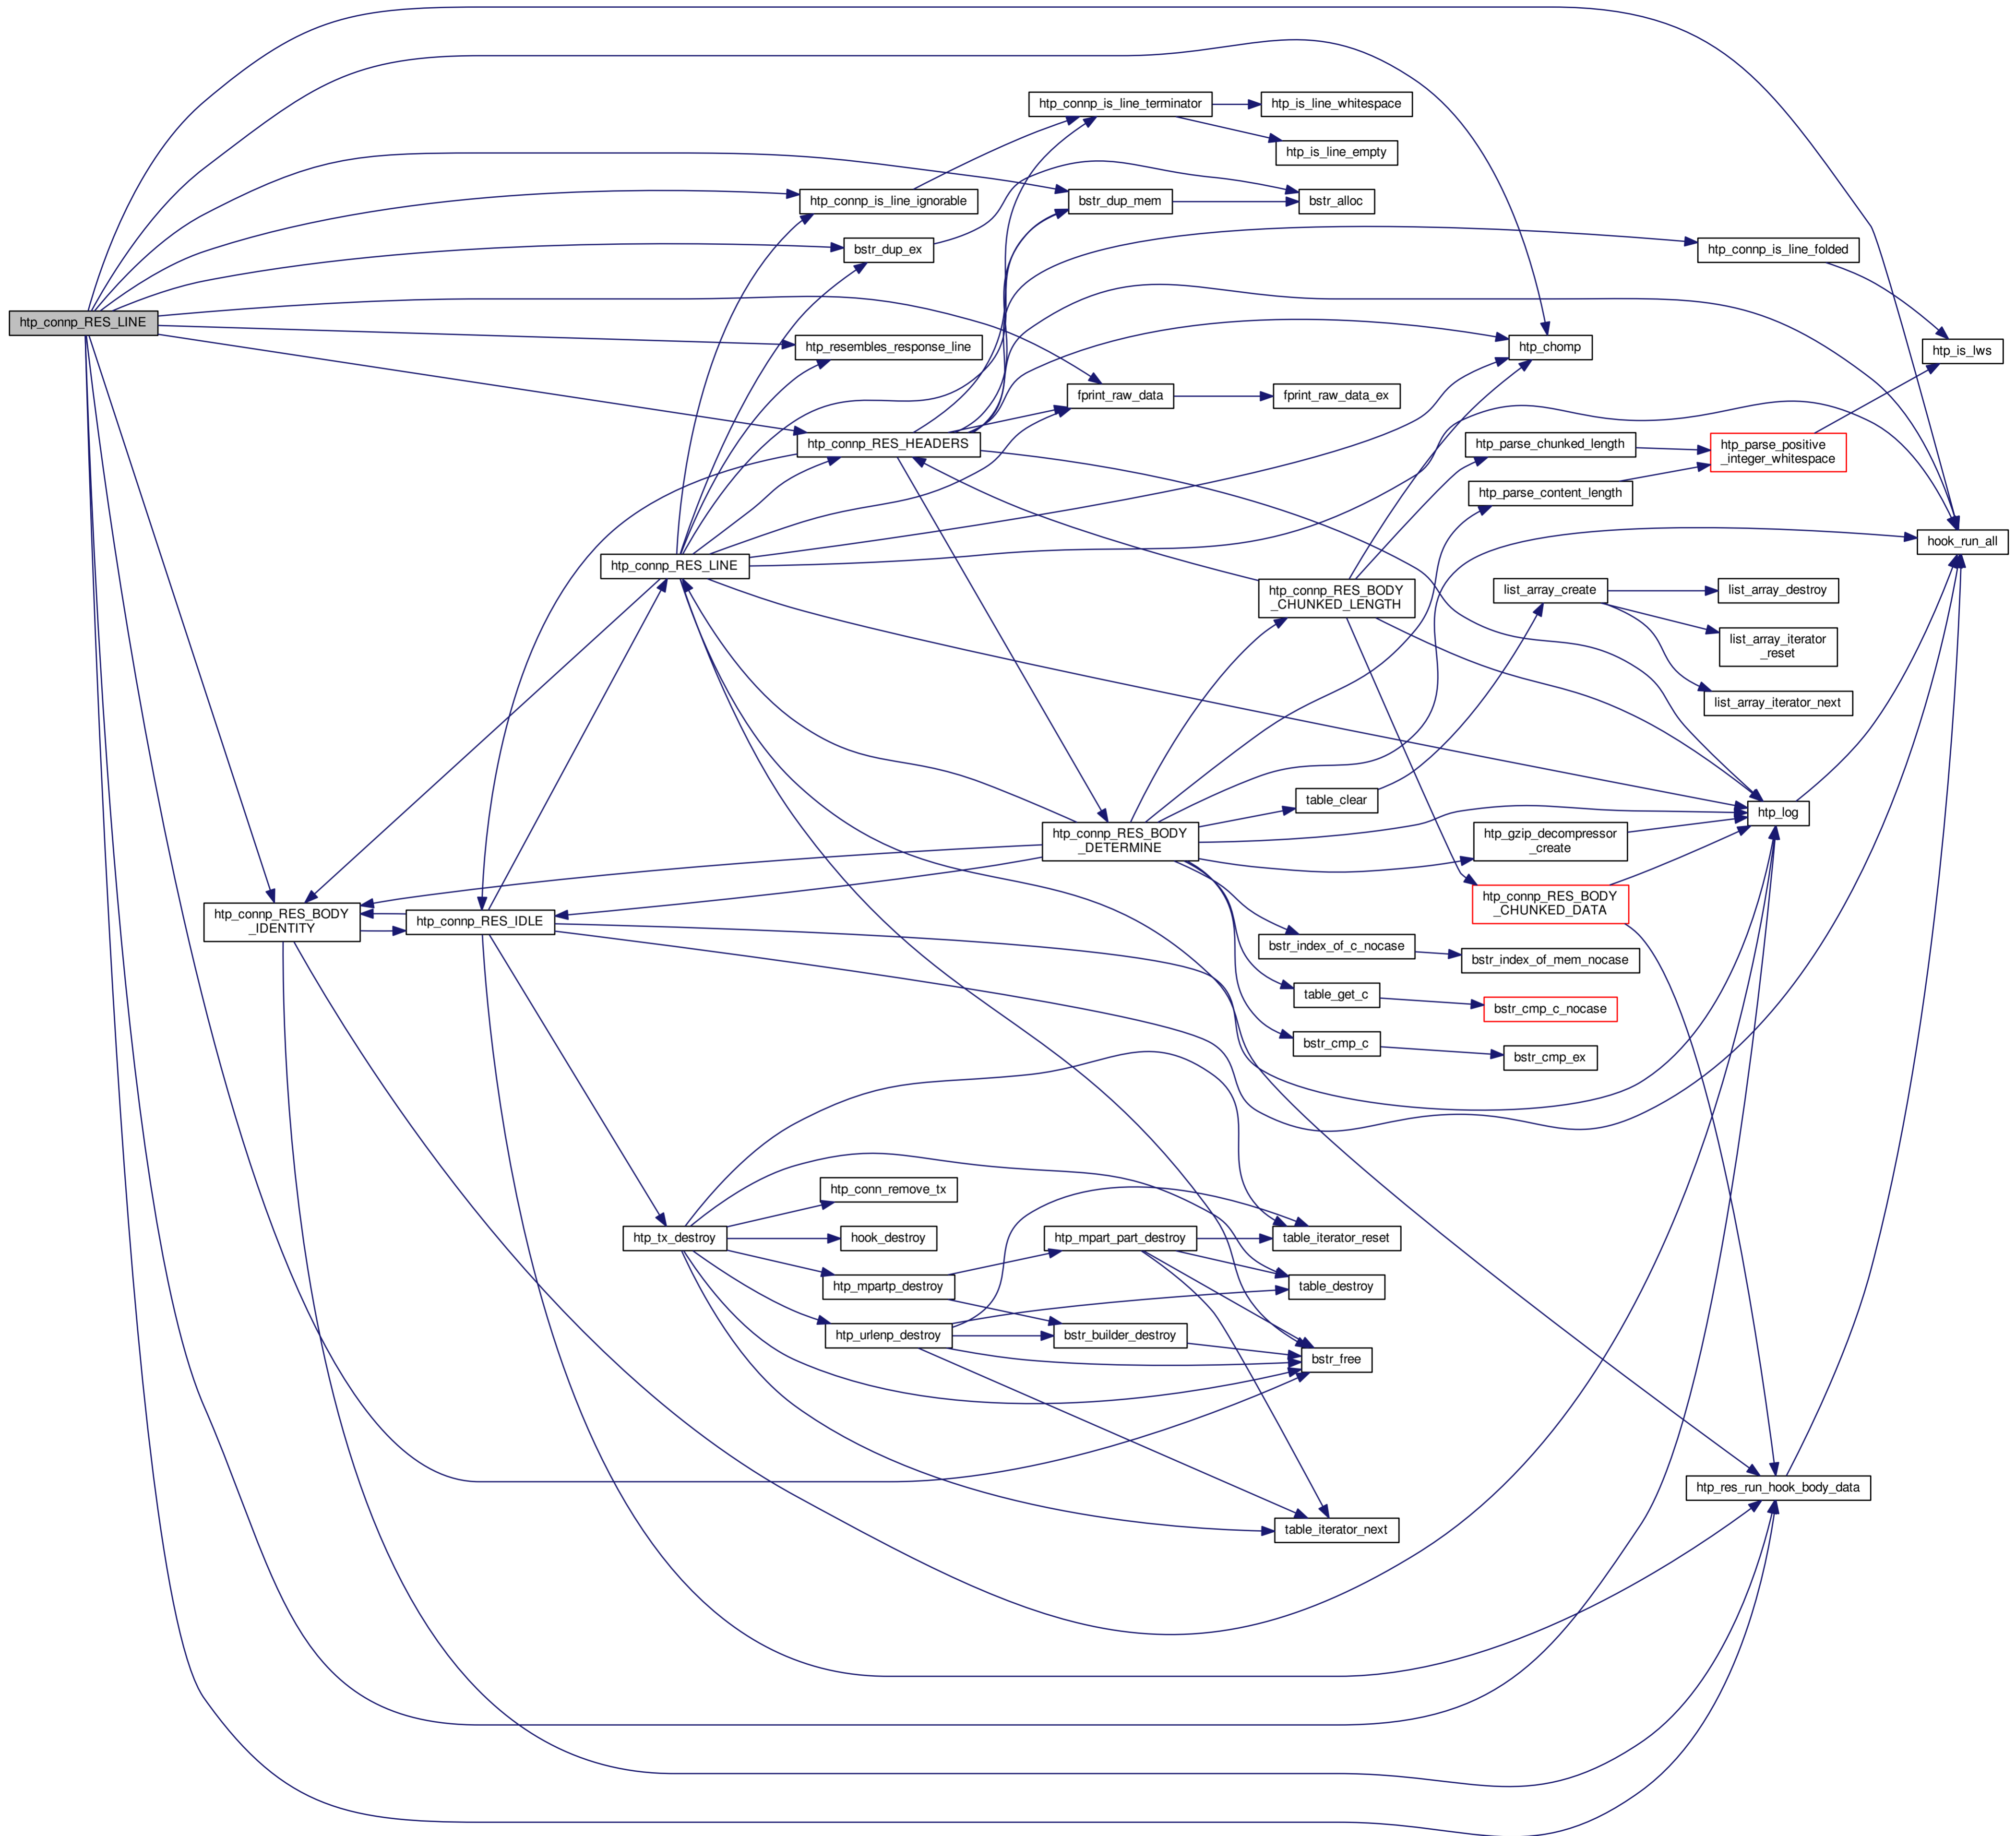 htp_connp_is_line_terminator
htp_is_line_whitespace
htp_is_line_empty
htp_connp_is_line_ignorable
bstr_dup_mem
bstr_alloc
bstr_dup_ex
htp_connp_is_line_folded
htp_connp_RES_LINE
htp_resembles_response_line
htp_chomp
htp_is_lws
fprint_raw_data
fprint_raw_data_ex
htp_connp_RES_HEADERS
htp_parse_chunked_length
htp_parse_positive
_integer_whitespace
htp_parse_content_length
hook_run_all
htp_connp_RES_LINE
htp_connp_RES_BODY
_CHUNKED_LENGTH
list_array_create
list_array_destroy
list_array_iterator
_reset
list_array_iterator_next
table_clear
htp_log
htp_connp_RES_BODY
_DETERMINE
htp_gzip_decompressor
_create
htp_connp_RES_BODY
_CHUNKED_DATA
htp_connp_RES_BODY
_IDENTITY
htp_connp_RES_IDLE
bstr_index_of_c_nocase
bstr_index_of_mem_nocase
table_get_c
bstr_cmp_c_nocase
bstr_cmp_c
bstr_cmp_ex
htp_conn_remove_tx
htp_tx_destroy
hook_destroy
htp_mpart_part_destroy
table_iterator_reset
htp_mpartp_destroy
table_destroy
htp_urlenp_destroy
bstr_builder_destroy
bstr_free
htp_res_run_hook_body_data
table_iterator_next